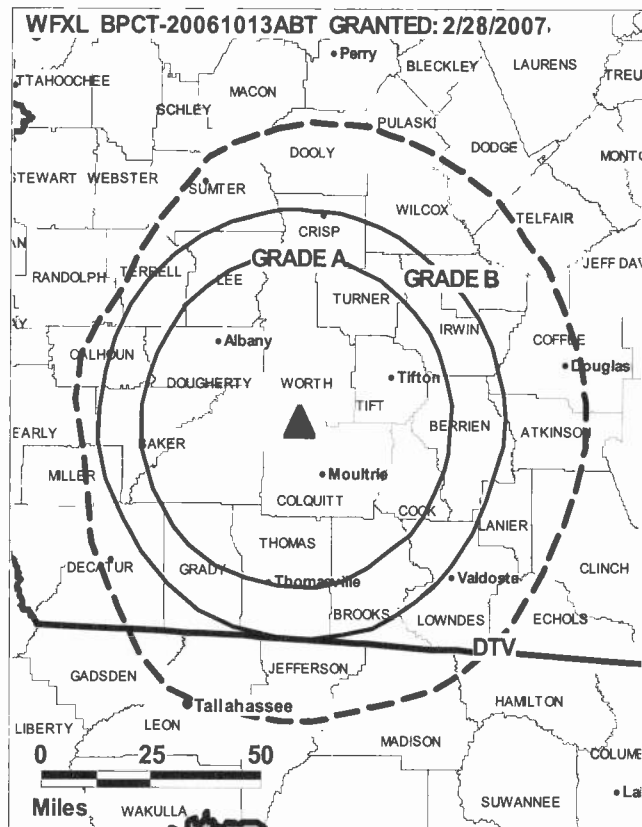 WFXL BPCT-20061013ABT GRANTED: 2/28/2007
Perry
BLECKLEY
LAURENS
TREU
TTAHOOCHEE
MACON
SCHLEY
PULASKI
DOOLY
DODGE
MONTG
STEWART
WEBSTER
SUMTER
WILCOX
TELFAIR
CRISP
GRADE A
GRADE B
JEFF DAV
RANDOLPH
TERRELL
LEE
TURNER
IRWIN
COFFEE
Albany
CALHOUN
Douglas
DOUGHERTY
WORTH
Tifton
TIFT
EARLY
BAKER
BERRIEN
ATKINSON
MILLER
Moultrie
COLQUITT
COOK
LANIER
THOMAS
DECATUR
GRADY
CLINCH
Thomasville
Valdosta
BROOKS
LOWNDES
ECHOLS
DTV
GADSDEN
JEFFERSON
HAMILTON
Tallahassee
LIBERTY
LEON
MADISON
COLUME
0 25 50
Miles
WAKULLA
SUWANNEE
La